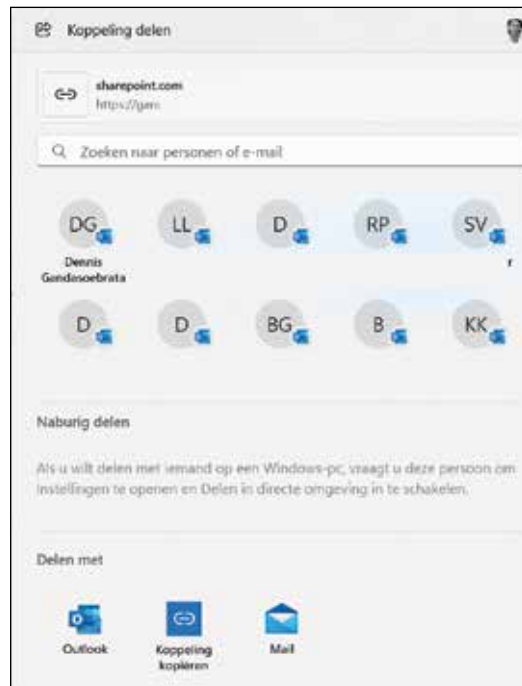 Koppeling delen
sharepoint.com
Zoeken naar personen of e-mail
DG LL D RP SV
Dennis
Gandasoebrata
r
D D BG B KK
Naburig delen
Als u wilt delen met iemand op een Windows-pc, vraagt u deze persoon om
Instellingen te openen en Delen in directe omgeving in te schakelen.
Delen met
Outlook
Koppeling
kopiëren
Mail